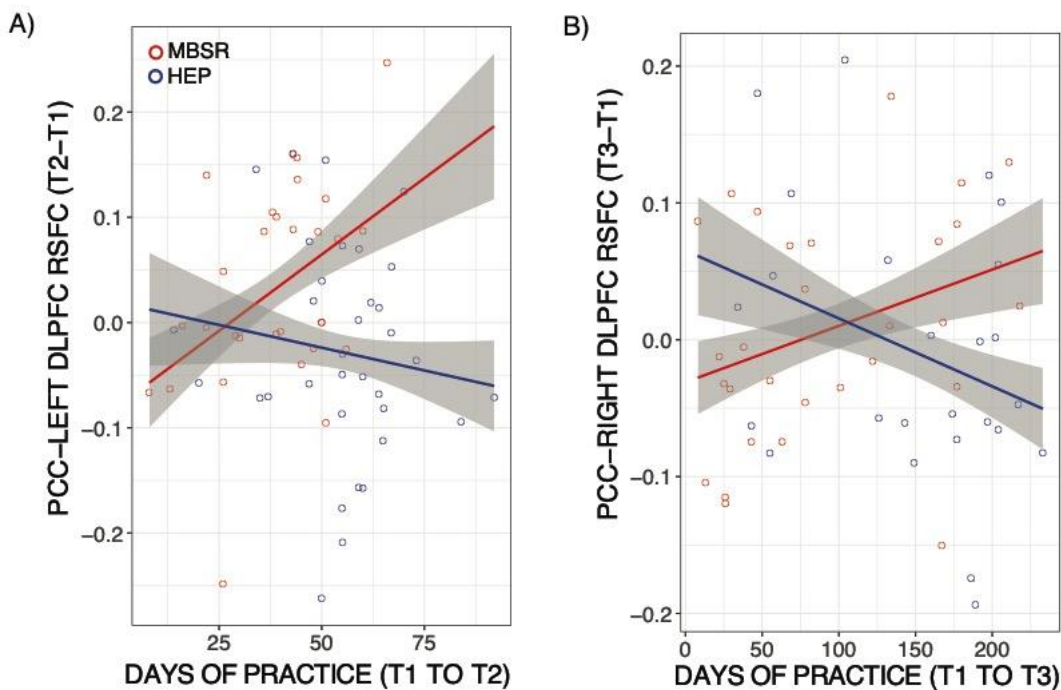 A)
MBSR
HEP
PCC–LEFT DLPFC RSFC (T2–T1)
0.2
0.1
0.0
−0.1
−0.2
25
50
75
DAYS OF PRACTICE (T1 TO T2)
B)
PCC–RIGHT DLPFC RSFC (T3–T1)
0.2
0.1
0.0
−0.1
−0.2
0
50
100
150
200
DAYS OF PRACTICE (T1 TO T3)